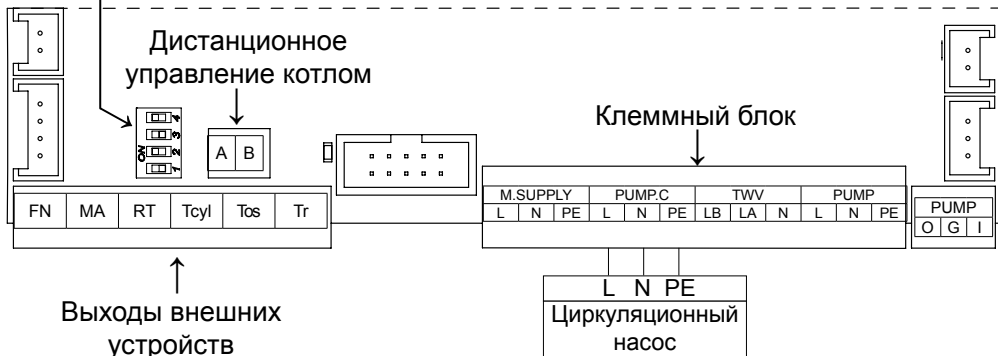 Дистанционное
управление котлом
Клеммный блок
4
3
ON 2
1
A B
M.SUPPLY PUMP.C TWV PUMP
L N PE L N PE LB LA N L N PE
FN MA RT Tcyl Tos Tr
PUMP
O G I
L N PE
Циркуляционный
насос
Выходы внешних
устройств